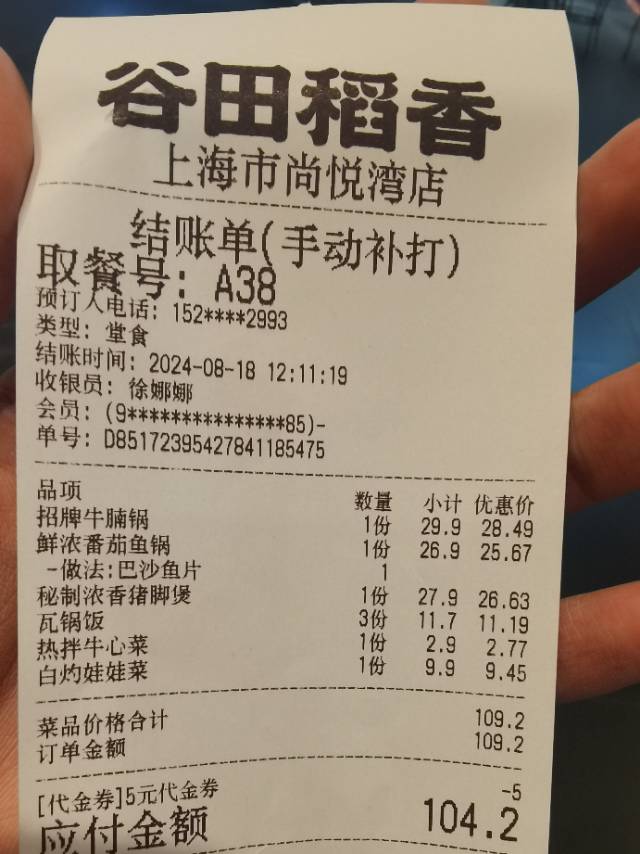 谷田稻香
上海市尚悦湾店
结账单(手动补打)
取餐号: A38
预订人电话: 152****2993
类型: 堂食
结账时间: 2024-08-18 12:11:19
收银员: 徐娜娜
会员: (9***************85)-
单号: D85172395427841185475
品项 数量 小计 优惠价
招牌牛腩锅 1份 29.9 28.49
鲜浓番茄鱼锅 1份 26.9 25.67
-做法:巴沙鱼片 1
秘制浓香猪脚煲 1份 27.9 26.63
瓦锅饭 3份 11.7 11.19
热拌牛心菜 1份 2.9 2.77
白灼娃娃菜 1份 9.9 9.45
菜品价格合计 109.2
订单金额 109.2
[代金券]5元代金券 -5
应付金额 104.2